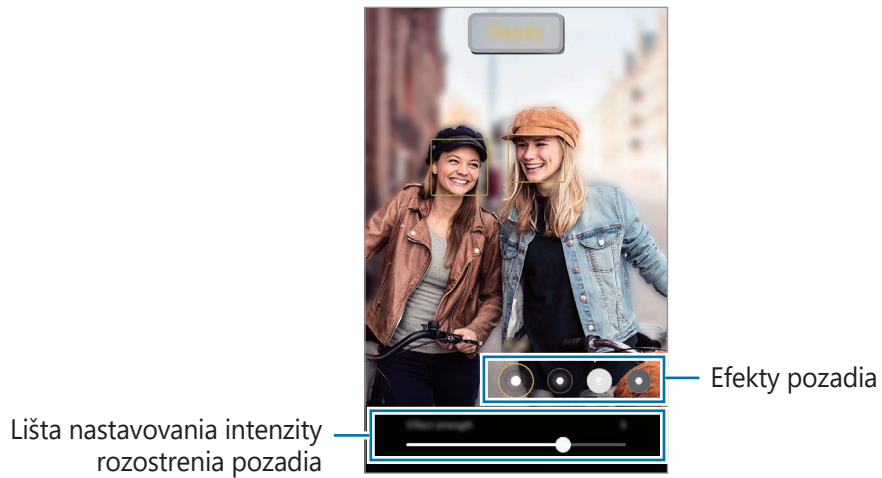 Efekty pozadia
Lišta nastavovania intenzity
rozostrenia pozadia